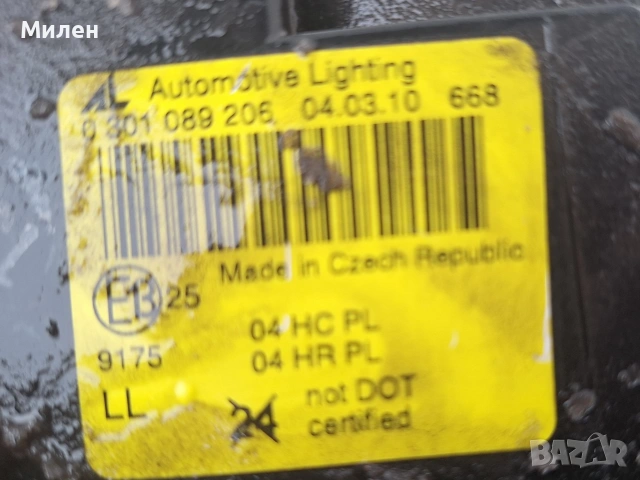 Милен
AL Automotive Lighting
0 301 089 206 04.03.10 668
Made in Czech Republic
E13 25
9175
04 HC PL
04 HR PL
LL
24
not DOT
certified
BAZAR